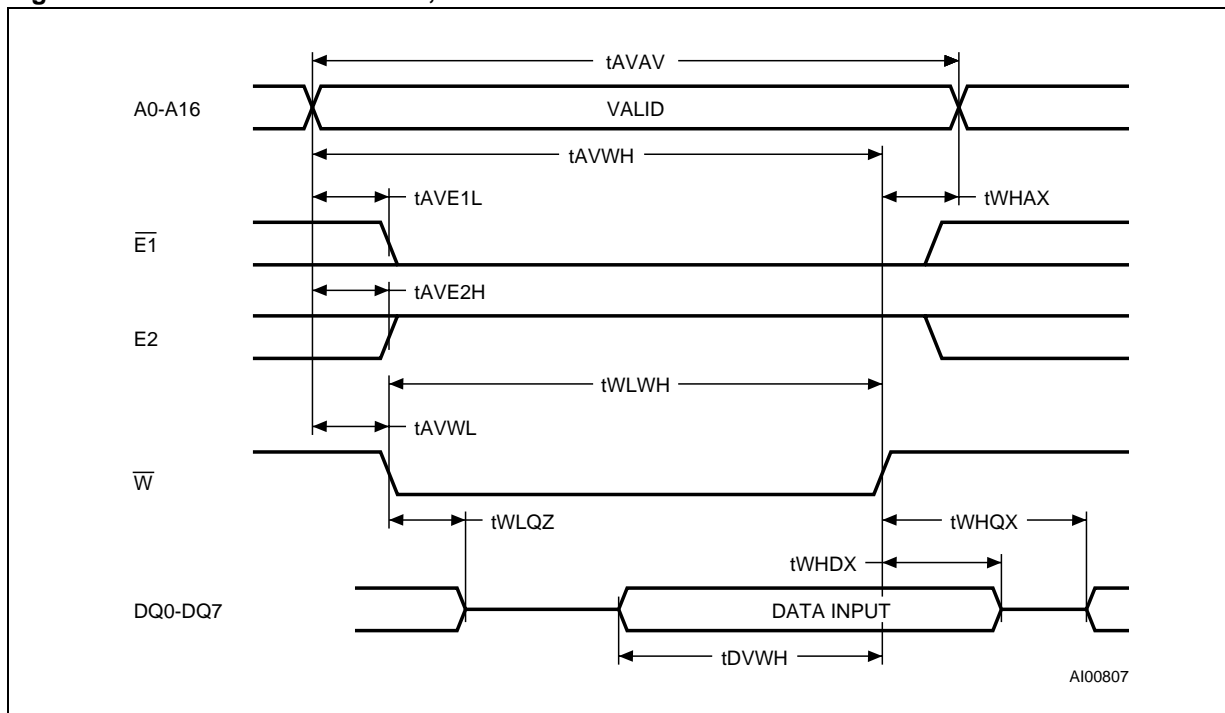 tAVAV
A0-A16
VALID
tAVWH
tAVE1L
tWHAX
E1
tAVE2H
E2
tWLWH
tAVWL
W
tWLQZ
tWHQX
tWHDX
DQ0-DQ7
DATA INPUT
tDVWH
AI00807